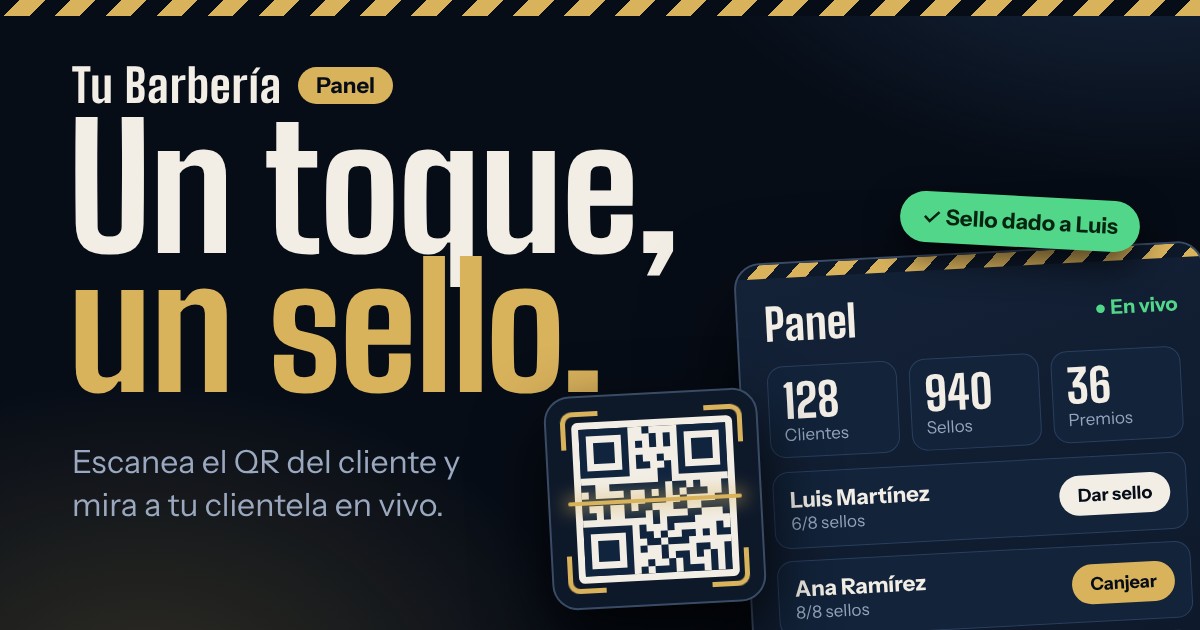 Tu Barbería Panel
Un toque,
un sello.
Escanea el QR del cliente y
mira a tu clientela en vivo.
✓ Sello dado a Luis
Panel
● En vivo
128
Clientes
940
Sellos
36
Premios
Luis Martínez
6/8 sellos
Dar sello
Ana Ramírez
8/8 sellos
Canjear